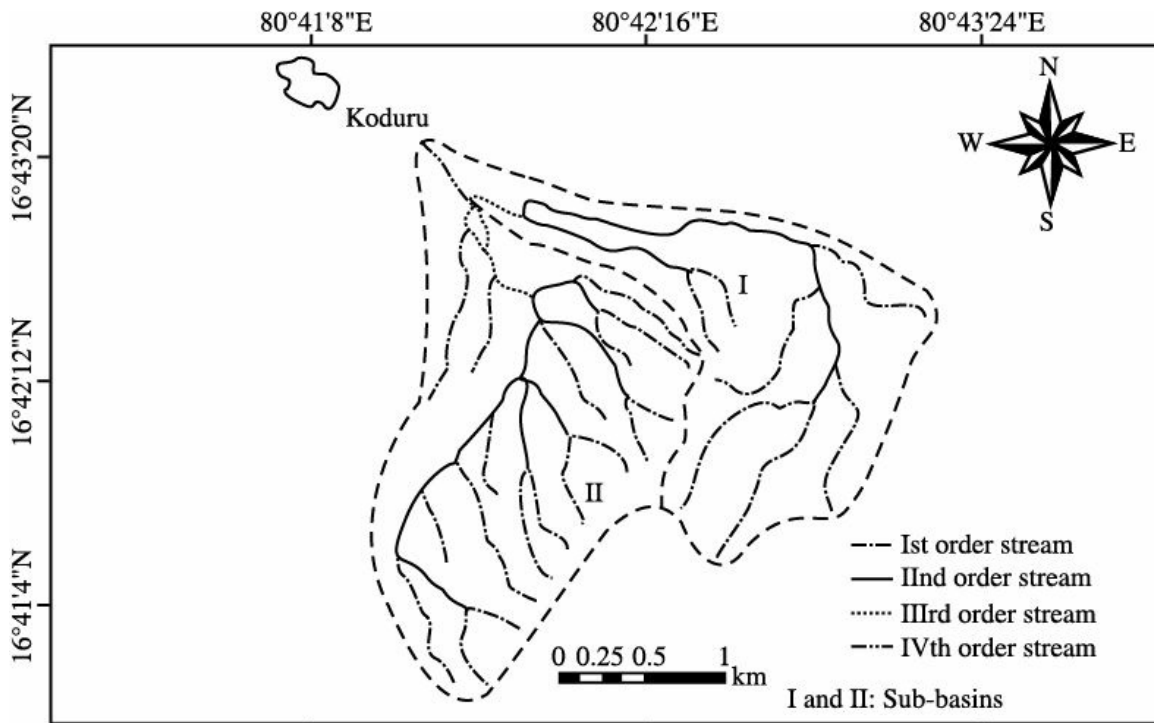 80°41'8"E 80°42'16"E 80°43'24"E
16°43'20"N
16°42'12"N
16°41'4"N
Koduru
N
W E
S
I
II
Ist order stream
IInd order stream
IIIrd order stream
IVth order stream
0 0.25 0.5 1
km
I and II: Sub-basins